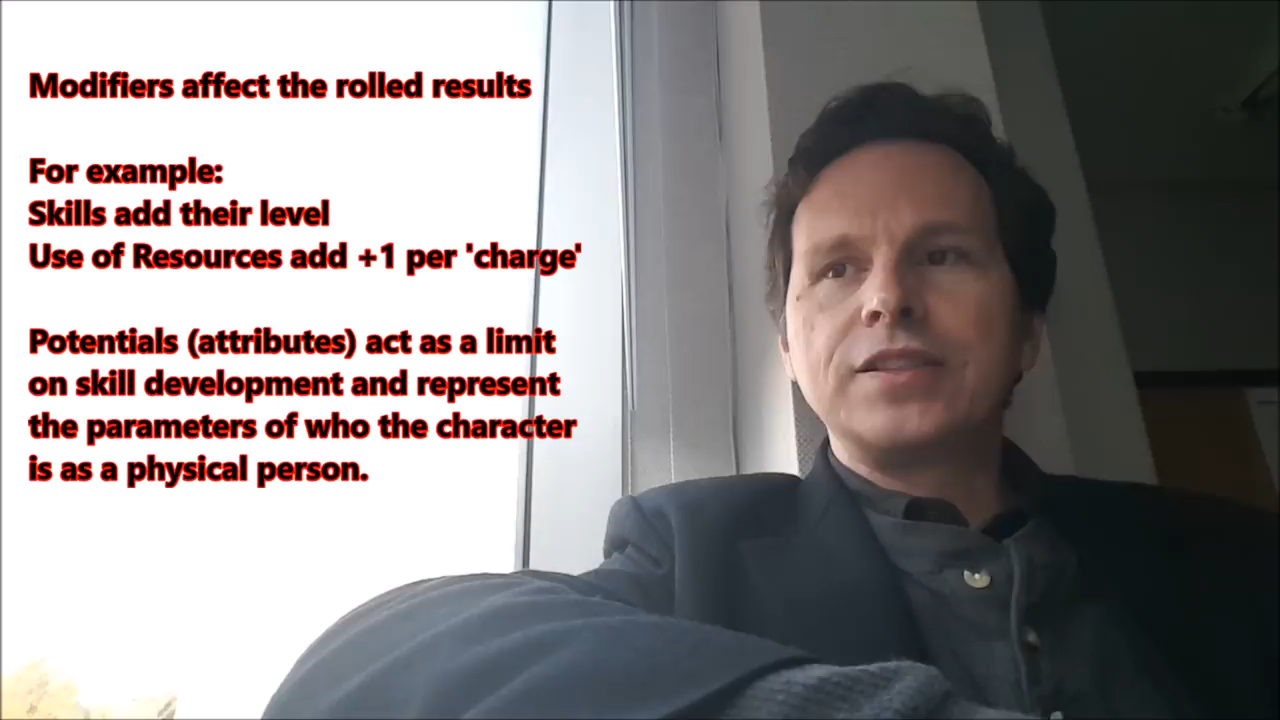 Modifiers affect the rolled results
For example:
Skills add their level
Use of Resources add +1 per 'charge'
Potentials (attributes) act as a limit
on skill development and represent
the parameters of who the character
is as a physical person.